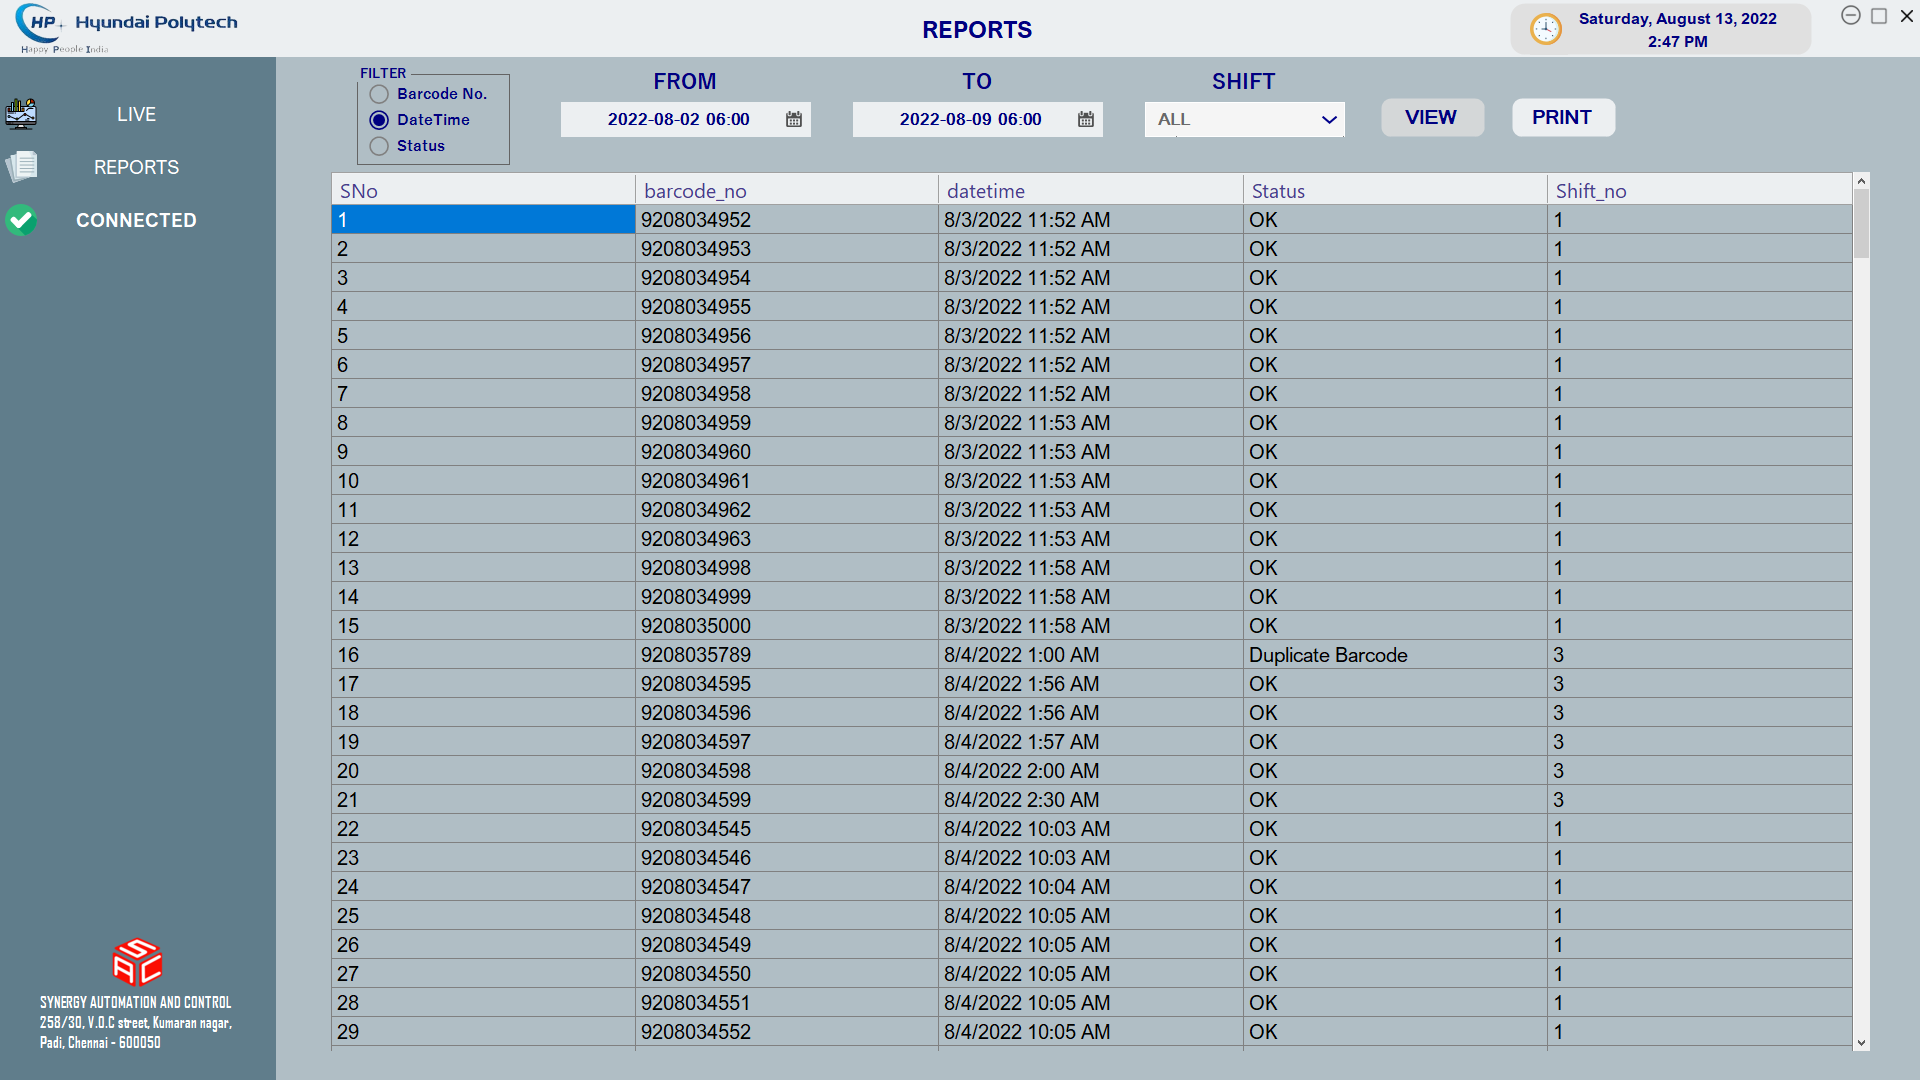 HP Hyundai Polytech
Happy People India
REPORTS
Saturday, August 13, 2022
2:47 PM
LIVE
REPORTS
CONNECTED
FILTER
Barcode No.
DateTime
Status
FROM
2022-08-02 06:00
TO
2022-08-09 06:00
SHIFT
ALL
VIEW
PRINT
SNo barcode_no datetime Status Shift_no
1 9208034952 8/3/2022 11:52 AM OK 1
2 9208034953 8/3/2022 11:52 AM OK 1
3 9208034954 8/3/2022 11:52 AM OK 1
4 9208034955 8/3/2022 11:52 AM OK 1
5 9208034956 8/3/2022 11:52 AM OK 1
6 9208034957 8/3/2022 11:52 AM OK 1
7 9208034958 8/3/2022 11:52 AM OK 1
8 9208034959 8/3/2022 11:53 AM OK 1
9 9208034960 8/3/2022 11:53 AM OK 1
10 9208034961 8/3/2022 11:53 AM OK 1
11 9208034962 8/3/2022 11:53 AM OK 1
12 9208034963 8/3/2022 11:53 AM OK 1
13 9208034998 8/3/2022 11:58 AM OK 1
14 9208034999 8/3/2022 11:58 AM OK 1
15 9208035000 8/3/2022 11:58 AM OK 1
16 9208035789 8/4/2022 1:00 AM Duplicate Barcode 3
17 9208034595 8/4/2022 1:56 AM OK 3
18 9208034596 8/4/2022 1:56 AM OK 3
19 9208034597 8/4/2022 1:57 AM OK 3
20 9208034598 8/4/2022 2:00 AM OK 3
21 9208034599 8/4/2022 2:30 AM OK 3
22 9208034545 8/4/2022 10:03 AM OK 1
23 9208034546 8/4/2022 10:03 AM OK 1
24 9208034547 8/4/2022 10:04 AM OK 1
25 9208034548 8/4/2022 10:05 AM OK 1
26 9208034549 8/4/2022 10:05 AM OK 1
27 9208034550 8/4/2022 10:05 AM OK 1
28 9208034551 8/4/2022 10:05 AM OK 1
29 9208034552 8/4/2022 10:05 AM OK 1
SAC
SYNERGY AUTOMATION AND CONTROL
258/30, V.O.C street, Kumaran nagar,
Padi, Chennai - 600050